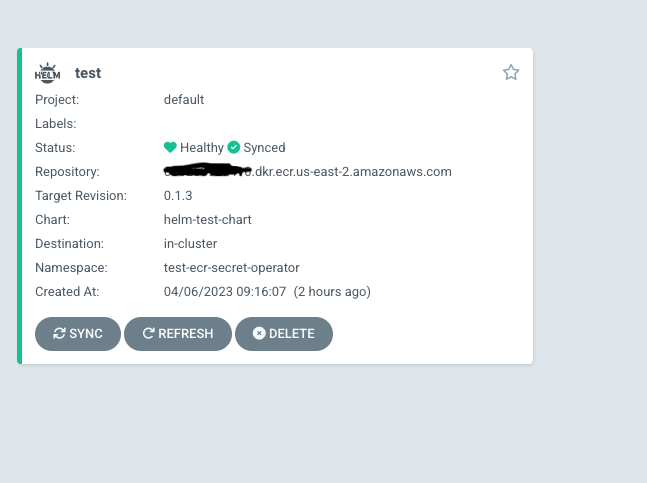 HELM test
Project: default
Labels:
Status: Healthy Synced
Repository: .dkr.ecr.us-east-2.amazonaws.com
Target Revision: 0.1.3
Chart: helm-test-chart
Destination: in-cluster
Namespace: test-ecr-secret-operator
Created At: 04/06/2023 09:16:07 (2 hours ago)
SYNC REFRESH DELETE